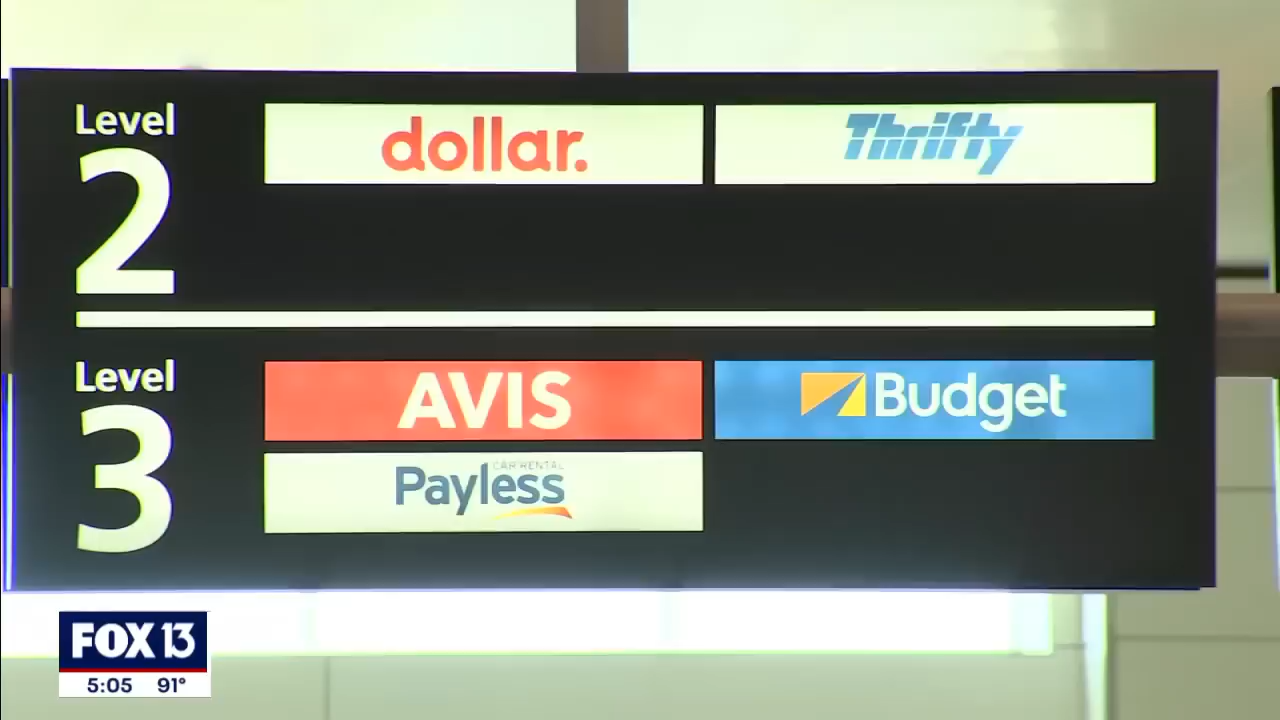 Level
2
dollar.
Thrifty
Level
3
AVIS
Budget
CAR RENTAL
Payless
FOX 13
5:05 91°